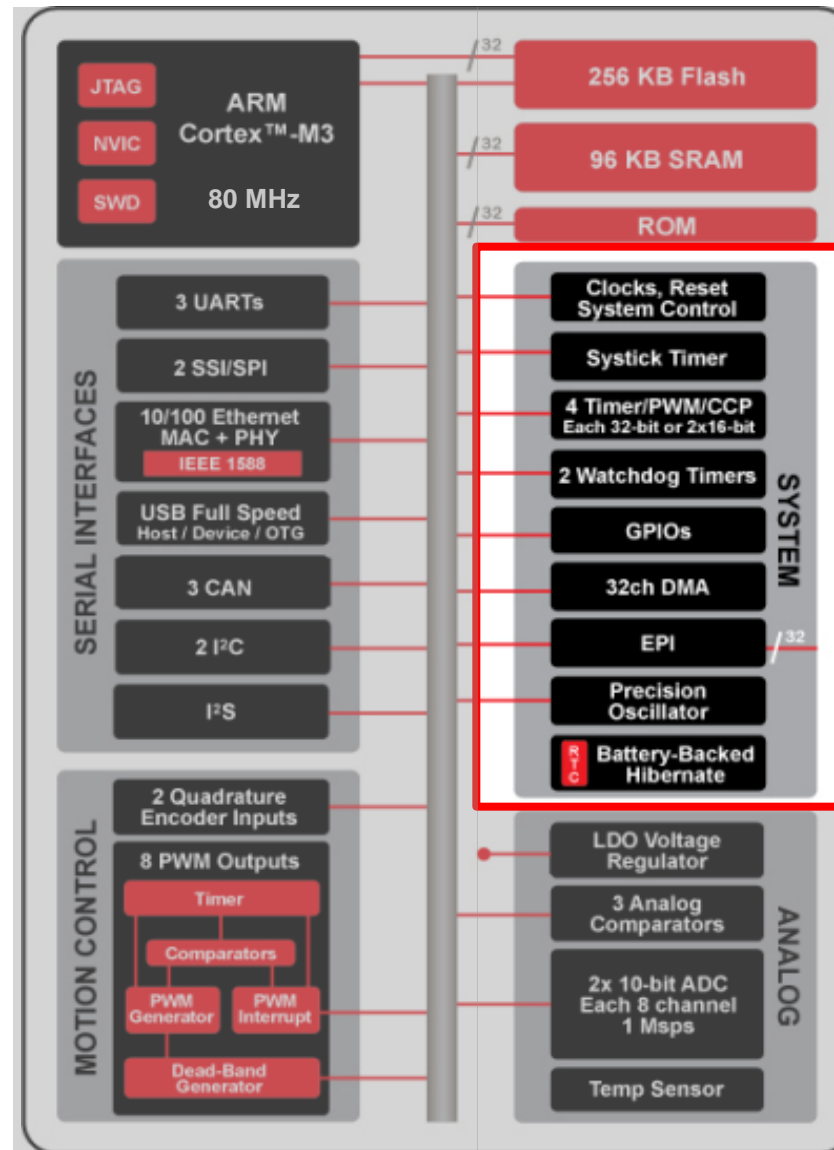 JTAG
NVIC
SWD
ARM
Cortex™-M3
80 MHz
32
256 KB Flash
32
96 KB SRAM
32
ROM
SERIAL INTERFACES
3 UARTs
2 SSI/SPI
10/100 Ethernet
MAC + PHY
IEEE 1588
USB Full Speed
Host / Device / OTG
3 CAN
2 I²C
I²S
SYSTEM
Clocks, Reset
System Control
Systick Timer
4 Timer/PWM/CCP
Each 32-bit or 2x16-bit
2 Watchdog Timers
GPIOs
32ch DMA
EPI
32
Precision
Oscillator
RTC
Battery-Backed
Hibernate
MOTION CONTROL
2 Quadrature
Encoder Inputs
8 PWM Outputs
Timer
Comparators
PWM
Generator
PWM
Interrupt
Dead-Band
Generator
ANALOG
LDO Voltage
Regulator
3 Analog
Comparators
2x 10-bit ADC
Each 8 channel
1 Msps
Temp Sensor